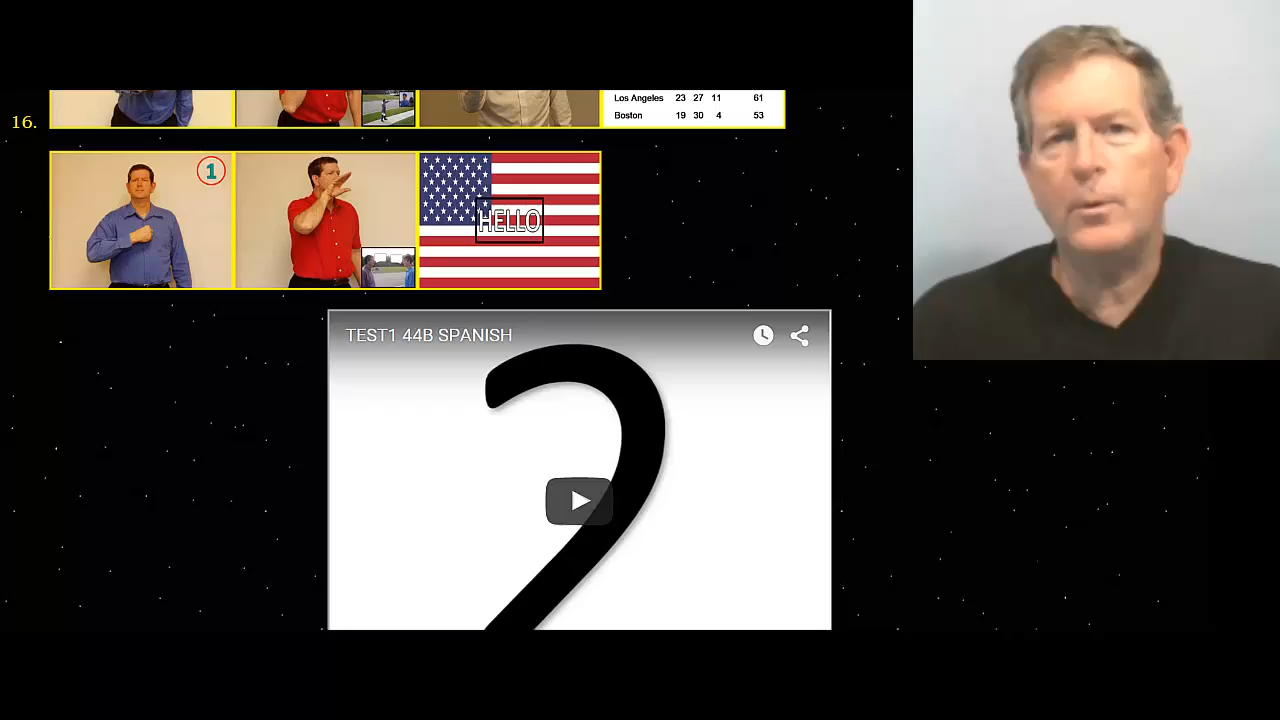 Los Angeles 23 27 11 61
16.
Boston 19 30 4 53
1
HELLO
TEST1 44B SPANISH
2